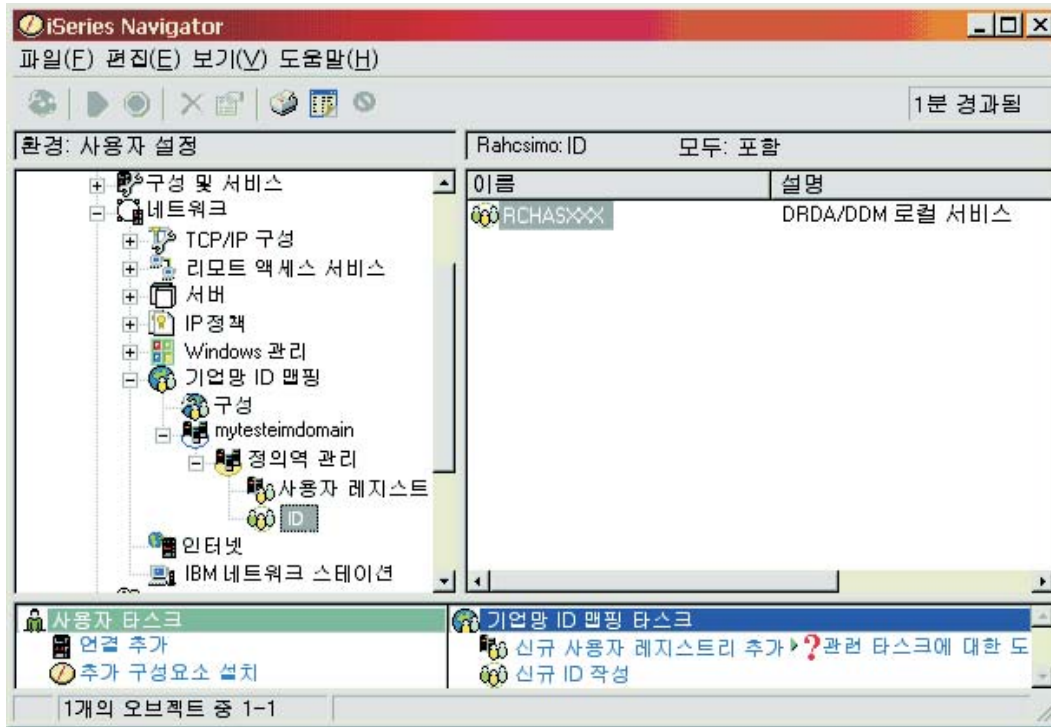 iSeries Navigator
파일(F) 편집(E) 보기(V) 도움말(H)
1분 경과됨
환경: 사용자 설정
Rahcsimo: ID 모두: 포함
구성 및 서비스
네트워크
TCP/IP 구성
리모트 액세스 서비스
서버
IP정책
Windows 관리
기업망 ID 맵핑
구성
mytesteimdomain
정의역 관리
사용자 레지스트
ID
인터넷
IBM 네트워크 스테이션
이름 설명
RCHASXXX DRDA/DDM 로컬 서비스
사용자 타스크
연결 추가
추가 구성요소 설치
기업망 ID 맵핑 타스크
신규 사용자 레지스트리 추가 ?관련 타스크에 대한 도
신규 ID 작성
1개의 오브젝트 중 1-1